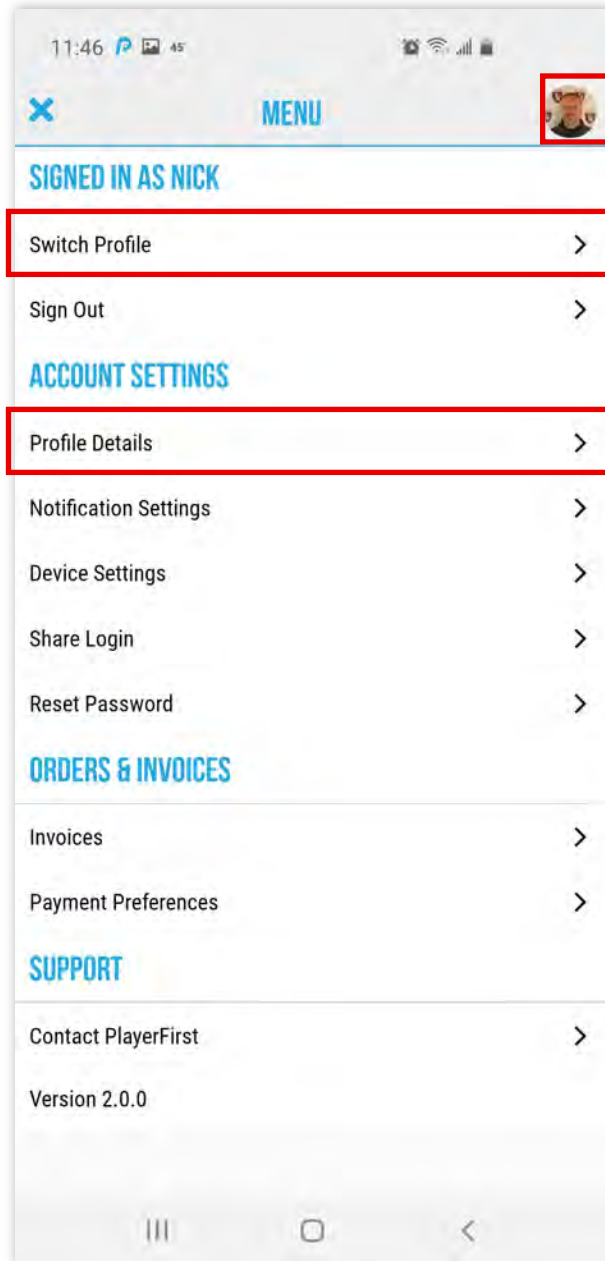 11:46 45°
MENU
SIGNED IN AS NICK
Switch Profile
Sign Out
ACCOUNT SETTINGS
Profile Details
Notification Settings
Device Settings
Share Login
Reset Password
ORDERS & INVOICES
Invoices
Payment Preferences
SUPPORT
Contact PlayerFirst
Version 2.0.0